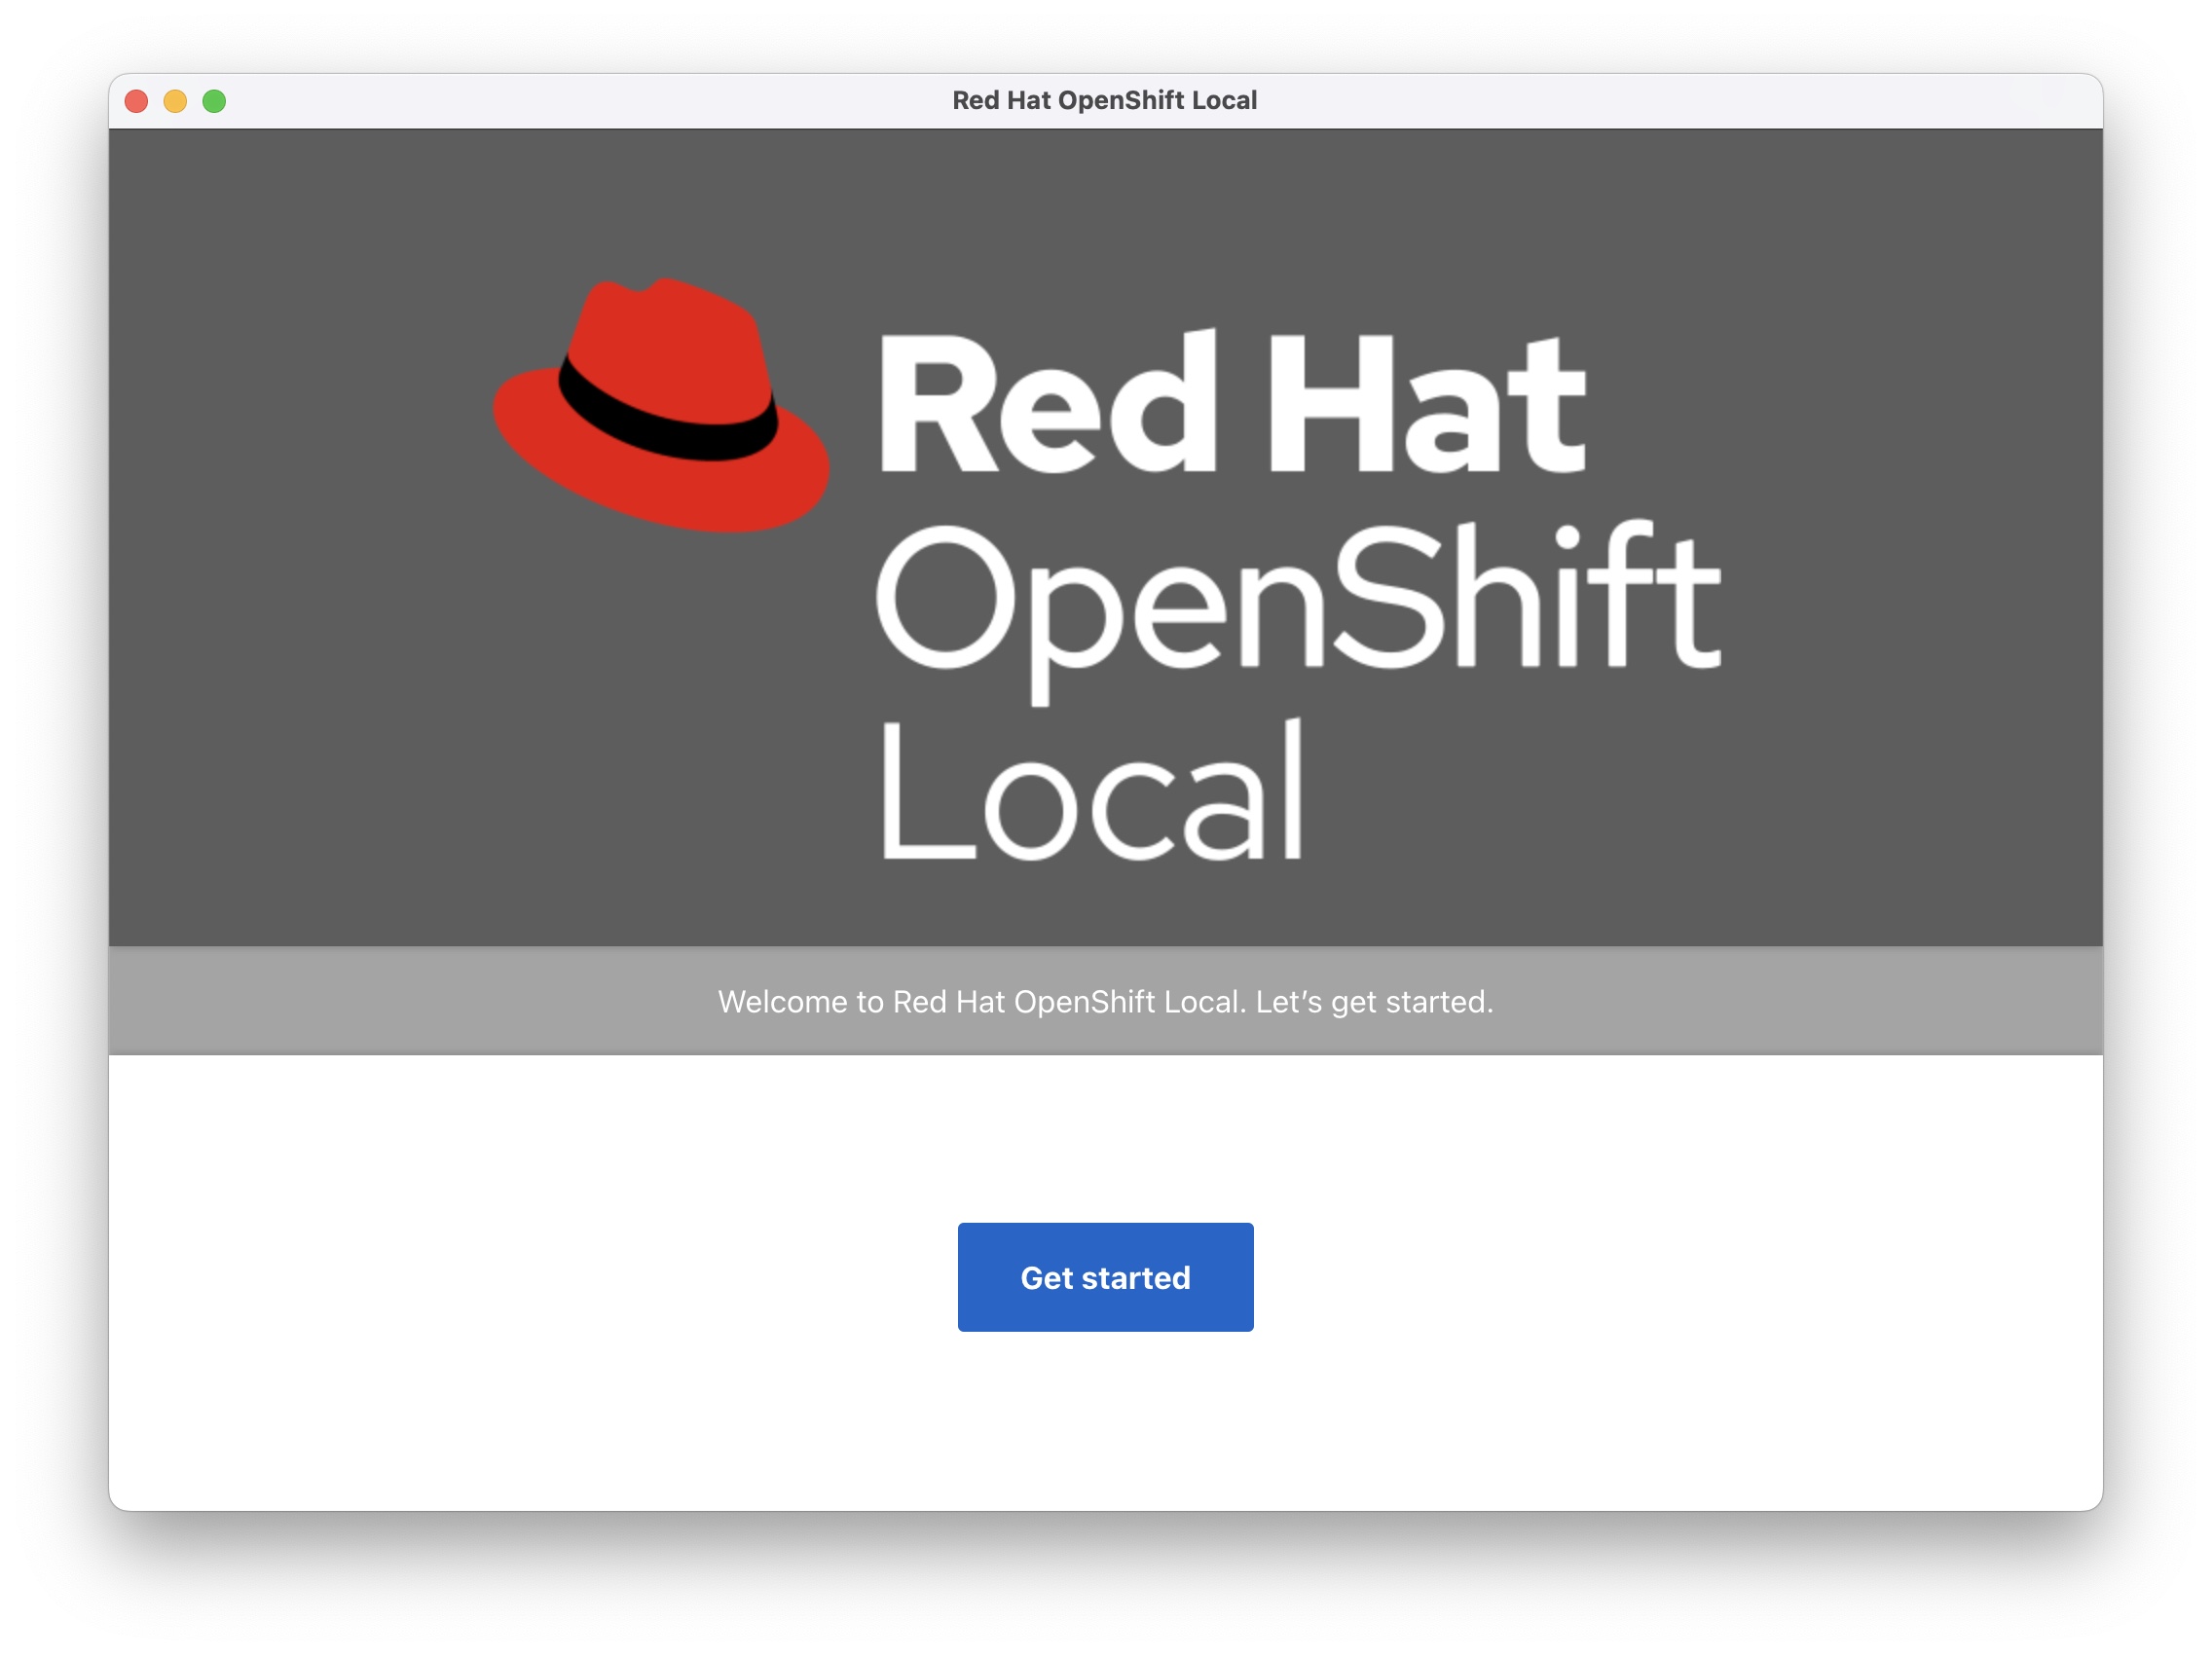 Red Hat OpenShift Local
Red Hat
OpenShift
Local
Welcome to Red Hat OpenShift Local. Let’s get started.
Get started